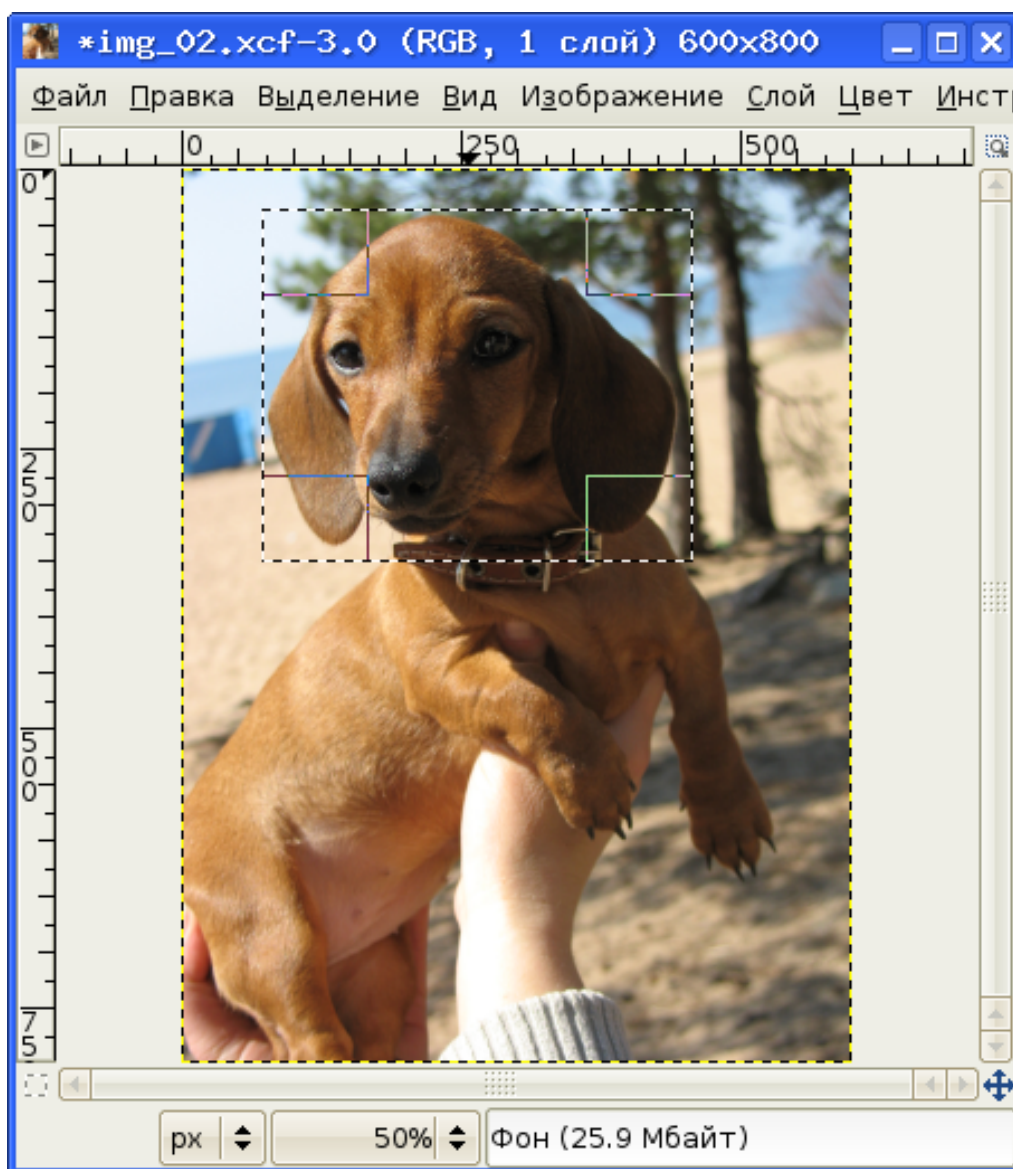 *img_02.xcf-3.0 (RGB, 1 слой) 600x800
Файл Правка Выделение Вид Изображение Слой Цвет Инст
0 250 500
0
250
500
75
px 50% Фон (25.9 Мбайт)